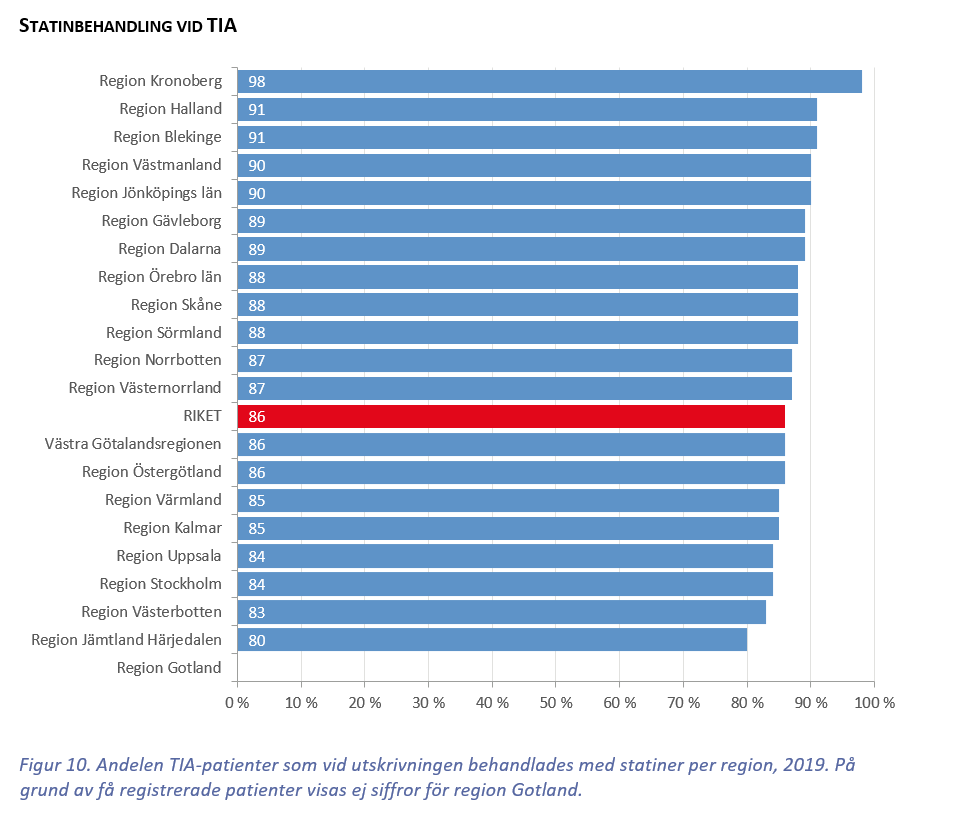 STATINBEHANDLING VID TIA
Region Kronoberg 98
Region Halland 91
Region Blekinge 91
Region Västmanland 90
Region Jönköpings län 90
Region Gävleborg 89
Region Dalarna 89
Region Örebro län 88
Region Skåne 88
Region Sörmland 88
Region Norrbotten 87
Region Västernorrland 87
RIKET 86
Västra Götalandsregionen 86
Region Östergötland 86
Region Värmland 85
Region Kalmar 85
Region Uppsala 84
Region Stockholm 84
Region Västerbotten 83
Region Jämtland Härjedalen 80
Region Gotland
0 % 10 % 20 % 30 % 40 % 50 % 60 % 70 % 80 % 90 % 100 %
Figur 10. Andelen TIA-patienter som vid utskrivningen behandlades med statiner per region, 2019. På
grund av få registrerade patienter visas ej siffror för region Gotland.